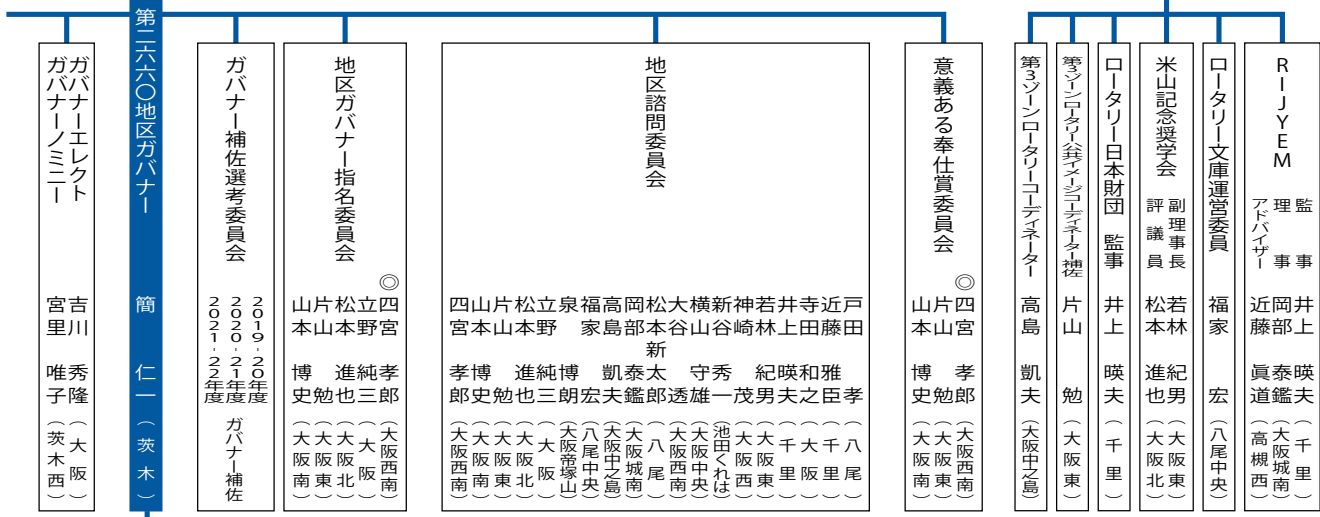 RIJYEM
監事 井上 暎夫(千里)
理事 岡部 泰鑑(大阪城南)
アドバイザー 近藤 眞道(高槻西)
ロータリー文庫運営委員 福家 宏(八尾中央)
米山記念奨学会
副理事長 若林 紀男(大阪東)
評議員 松本 進也(大阪北)
ロータリー日本財団 監事 井上 暎夫(千里)
第3ゾーンロータリー公共イメージコーディネーター補佐 片山 勉(大阪東)
第3ゾーンロータリーコーディネーター 高島 凱夫(大阪中之島)
意義ある奉仕賞委員会
◎四宮 孝郎(大阪西南)
片山 勉(大阪東)
山本 博史(大阪南)
地区諮問委員会
戸田 孝(八尾)
近藤 雅臣(千里)
寺田 和之(大阪)
井上 暎夫(千里)
若林 紀男(大阪東)
神崎 茂(大阪西)
新谷 秀一(池田くれは)
横山 守雄(大阪中央)
大谷 透(大阪西南)
松本 新太郎(八尾)
岡部 泰鑑(大阪城南)
高島 凱夫(大阪中之島)
福家 宏(八尾中央)
泉 博朗(大阪帝塚山)
立野 純三(大阪)
松本 進也(大阪北)
片山 勉(大阪東)
山本 博史(大阪南)
四宮 孝郎(大阪西南)
地区ガバナー指名委員会
◎四宮 孝郎(大阪西南)
立野 純三(大阪)
松本 進也(大阪北)
片山 勉(大阪東)
山本 博史(大阪南)
ガバナー補佐選考委員会
2019-20年度
2020-21年度 ガバナー補佐
2021-22年度
第二六六〇地区ガバナー 簡 仁一(茨木)
ガバナーエレクト 吉川 秀隆(大阪)
ガバナーノミニー 宮里 唯子(茨木西)